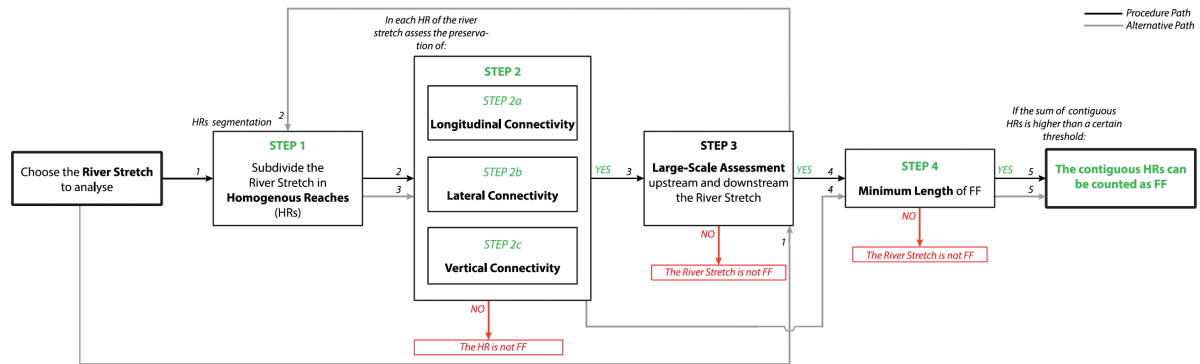 Procedure Path
Alternative Path
In each HR of the river
stretch assess the preserva-
tion of:
2
HRs segmentation
Choose the River Stretch
to analyse
1
STEP 1
Subdivide the
River Stretch in
Homogenous Reaches
(HRs)
2
3
STEP 2
STEP 2a
Longitudinal Connectivity
STEP 2b
Lateral Connectivity
STEP 2c
Vertical Connectivity
NO
The HR is not FF
YES
3
STEP 3
Large-Scale Assessment
upstream and downstream
the River Stretch
NO
1
The River Stretch is not FF
YES
4
4
STEP 4
Minimum Length of FF
NO
The River Stretch is not FF
YES
5
5
If the sum of contiguous
HRs is higher than a certain
threshold:
The contiguous HRs can
be counted as FF